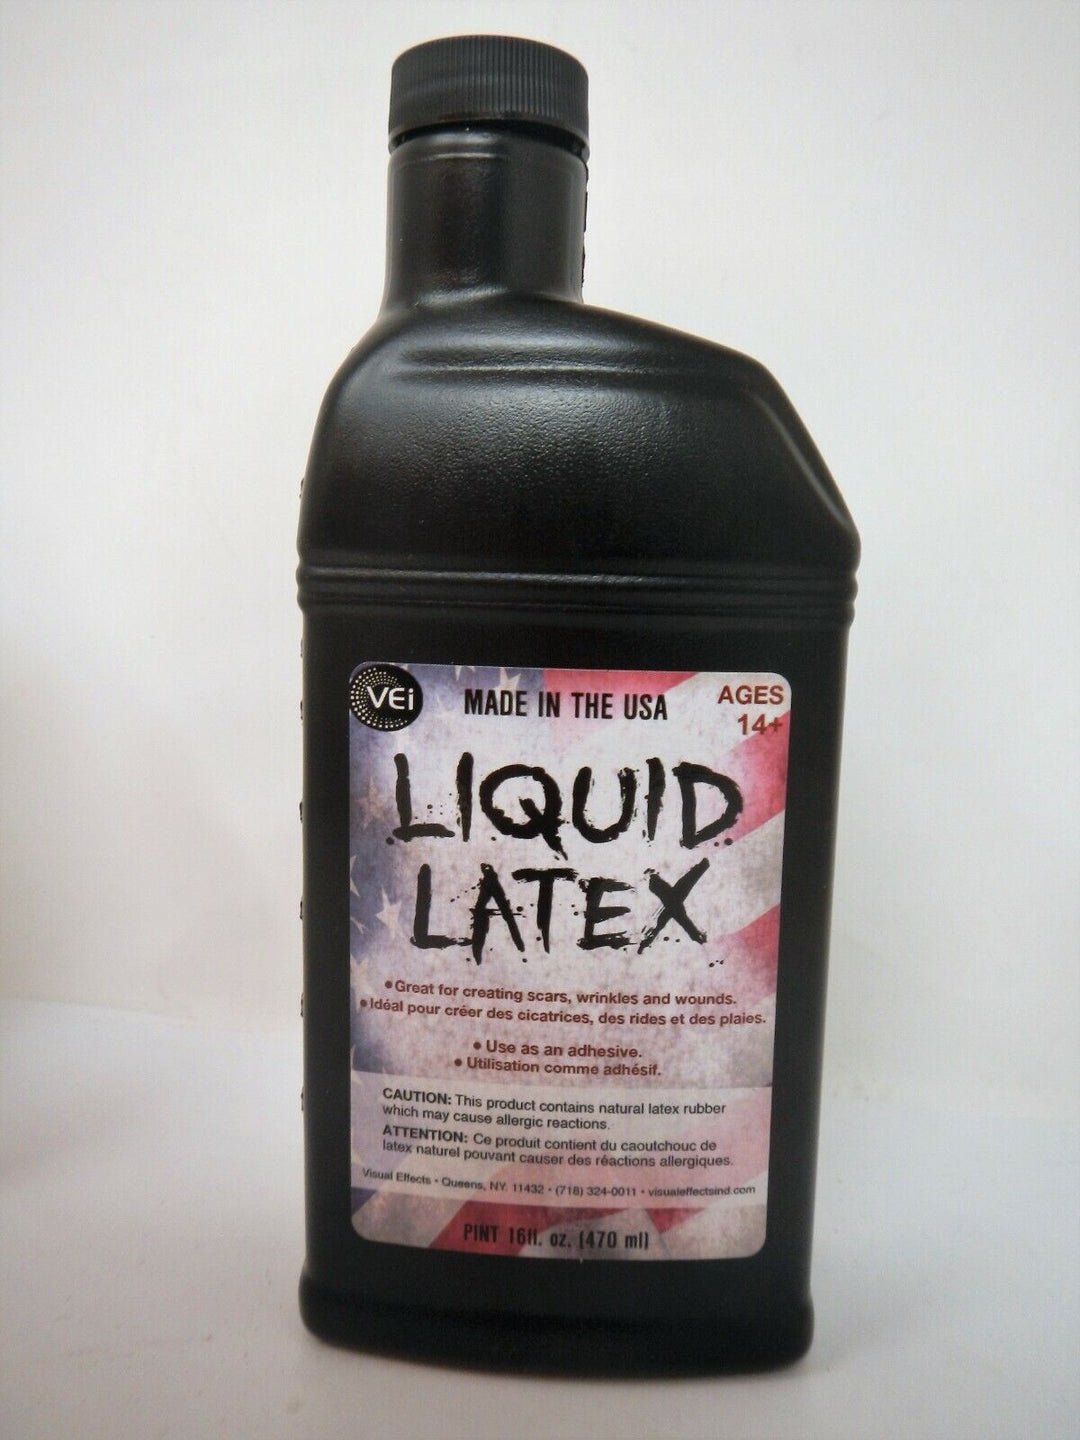 VEi
MADE IN THE USA
AGES
14+
LIQUID
LATEX
•Great for creating scars, wrinkles and wounds.
•Idéal pour créer des cicatrices, des rides et des plaies.
• Use as an adhesive.
• Utilisation comme adhésif.
CAUTION: This product contains natural latex rubber
which may cause allergic reactions.
ATTENTION: Ce produit contient du caoutchouc de
latex naturel pouvant causer des réactions allergiques.
Visual Effects • Queens, NY. 11432 • (718) 324-0011 • visualeffectsind.com
PINT 16fl. oz. (470 ml)